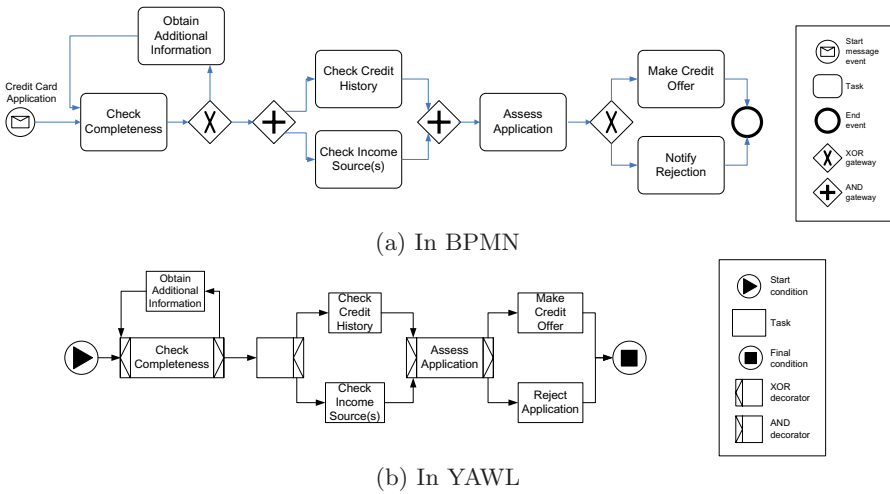 Obtain
Additional
Information
Credit Card
Application
Check
Completeness
Check Credit
History
Check Income
Source(s)
Assess
Application
Make Credit
Offer
Notify
Rejection
Start
message
event
Task
End
event
XOR
gateway
AND
gateway
(a) In BPMN
Obtain
Additional
Information
Check
Completeness
Check
Credit
History
Check
Income
Source(s)
Assess
Application
Make
Credit
Offer
Reject
Application
Start
condition
Task
Final
condition
XOR
decorator
AND
decorator
(b) In YAWL